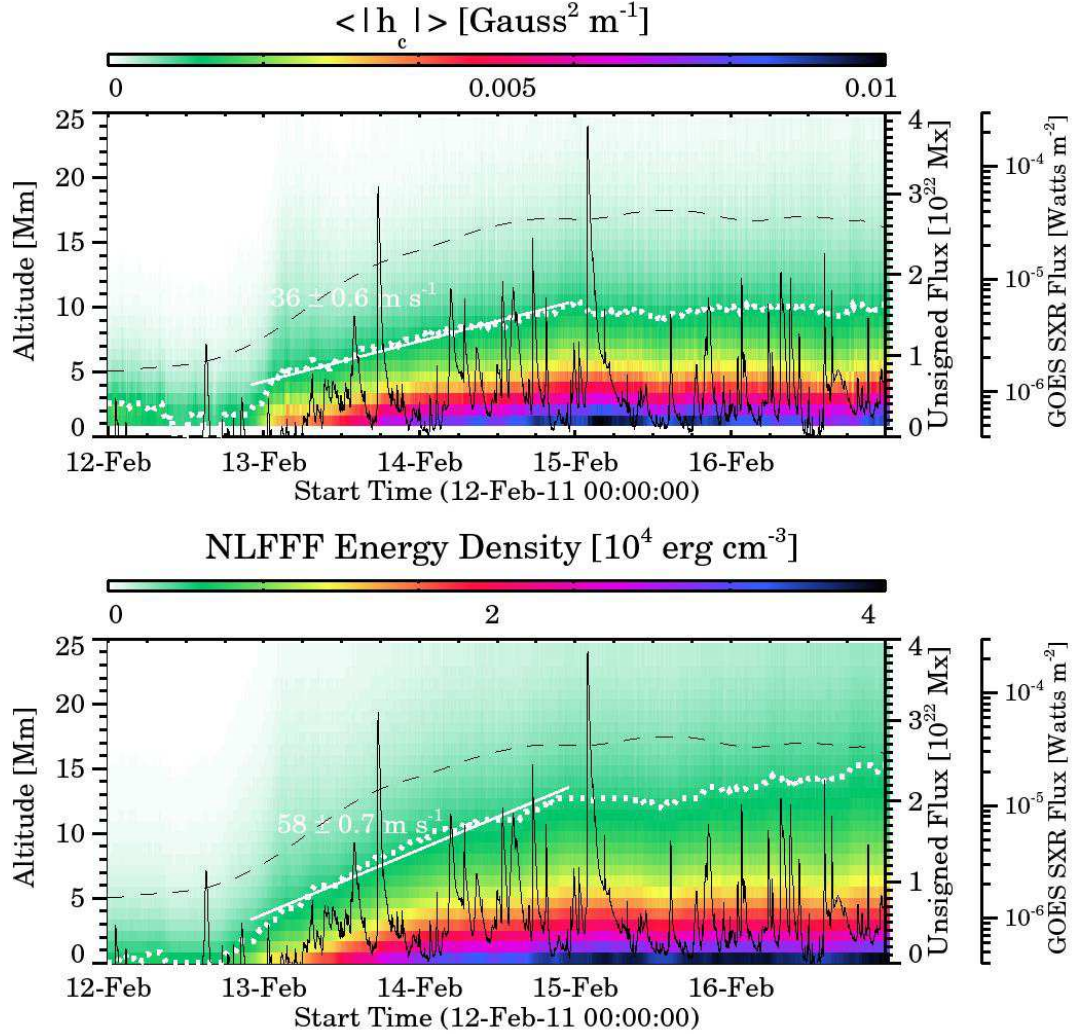 < | h_c | > [Gauss² m⁻¹]
0 0.005 0.01
25
20
15
10
5
0
Altitude [Mm]
36 ± 0.6 m s⁻¹
4
3
2
1
0
Unsigned Flux [10²² Mx]
10⁻⁴
10⁻⁵
10⁻⁶
GOES SXR Flux [Watts m⁻²]
12-Feb 13-Feb 14-Feb 15-Feb 16-Feb
Start Time (12-Feb-11 00:00:00)
NLFFF Energy Density [10⁴ erg cm⁻³]
0 2 4
25
20
15
10
5
0
Altitude [Mm]
58 ± 0.7 m s⁻¹
4
3
2
1
0
Unsigned Flux [10²² Mx]
10⁻⁴
10⁻⁵
10⁻⁶
GOES SXR Flux [Watts m⁻²]
12-Feb 13-Feb 14-Feb 15-Feb 16-Feb
Start Time (12-Feb-11 00:00:00)